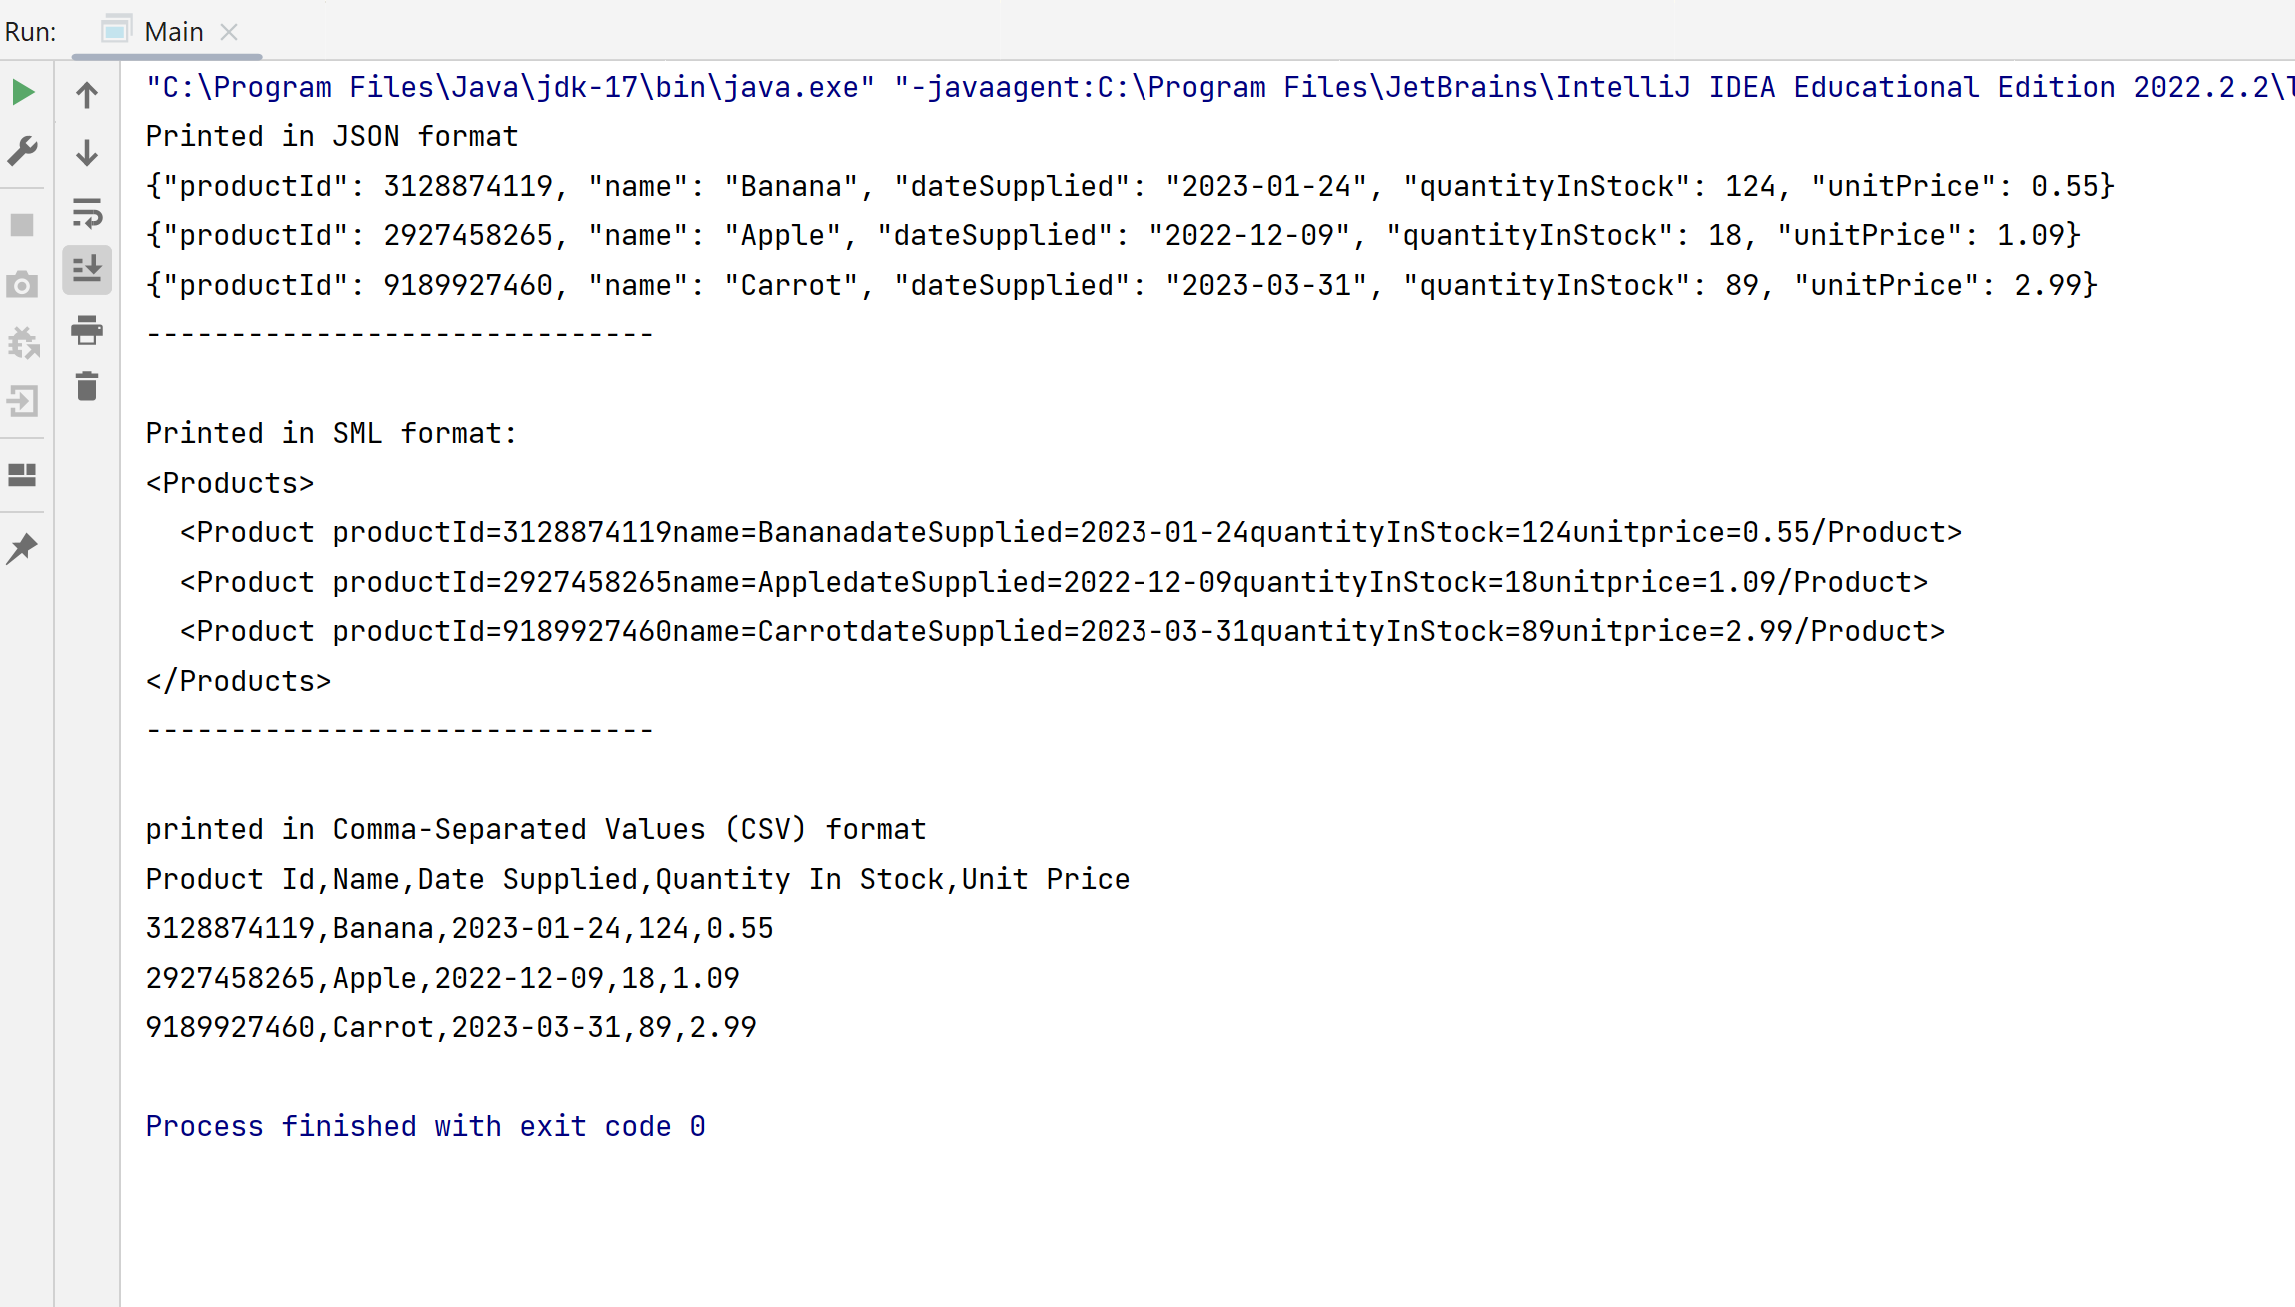 Run: Main
"C:\Program Files\Java\jdk-17\bin\java.exe" "-javaagent:C:\Program Files\JetBrains\IntelliJ IDEA Educational Edition 2022.2.2\l
Printed in JSON format
{"productId": 3128874119, "name": "Banana", "dateSupplied": "2023-01-24", "quantityInStock": 124, "unitPrice": 0.55}
{"productId": 2927458265, "name": "Apple", "dateSupplied": "2022-12-09", "quantityInStock": 18, "unitPrice": 1.09}
{"productId": 9189927460, "name": "Carrot", "dateSupplied": "2023-03-31", "quantityInStock": 89, "unitPrice": 2.99}
------------------------------
Printed in SML format:
<Products>
  <Product productId=3128874119name=BananadateSupplied=2023-01-24quantityInStock=124unitprice=0.55/Product>
  <Product productId=2927458265name=AppledateSupplied=2022-12-09quantityInStock=18unitprice=1.09/Product>
  <Product productId=9189927460name=CarrotdateSupplied=2023-03-31quantityInStock=89unitprice=2.99/Product>
</Products>
------------------------------
printed in Comma-Separated Values (CSV) format
Product Id,Name,Date Supplied,Quantity In Stock,Unit Price
3128874119,Banana,2023-01-24,124,0.55
2927458265,Apple,2022-12-09,18,1.09
9189927460,Carrot,2023-03-31,89,2.99
Process finished with exit code 0